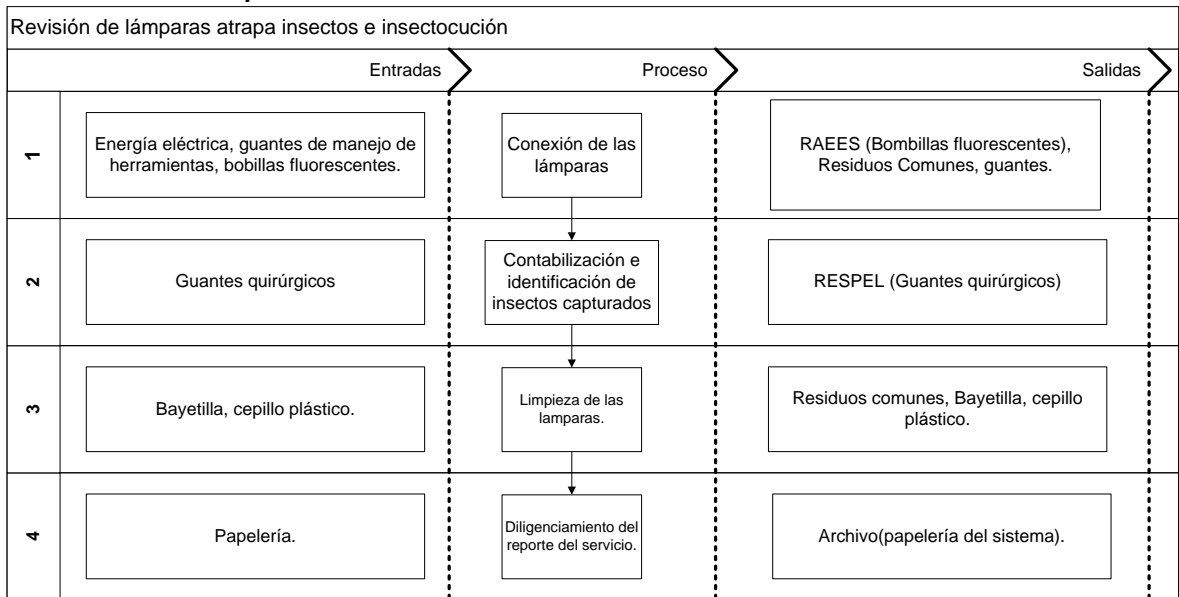 Revisión de lámparas atrapa insectos e insectocución
Entradas
Proceso
Salidas
1
Energía eléctrica, guantes de manejo de
herramientas, bobillas fluorescentes.
Conexión de las
lámparas
RAEES (Bombillas fluorescentes),
Residuos Comunes, guantes.
2
Guantes quirúrgicos
Contabilización e
identificación de
insectos capturados
RESPEL (Guantes quirúrgicos)
3
Bayetilla, cepillo plástico.
Limpieza de las
lamparas.
Residuos comunes, Bayetilla, cepillo
plástico.
4
Papelería.
Diligenciamiento del
reporte del servicio.
Archivo(papelería del sistema).